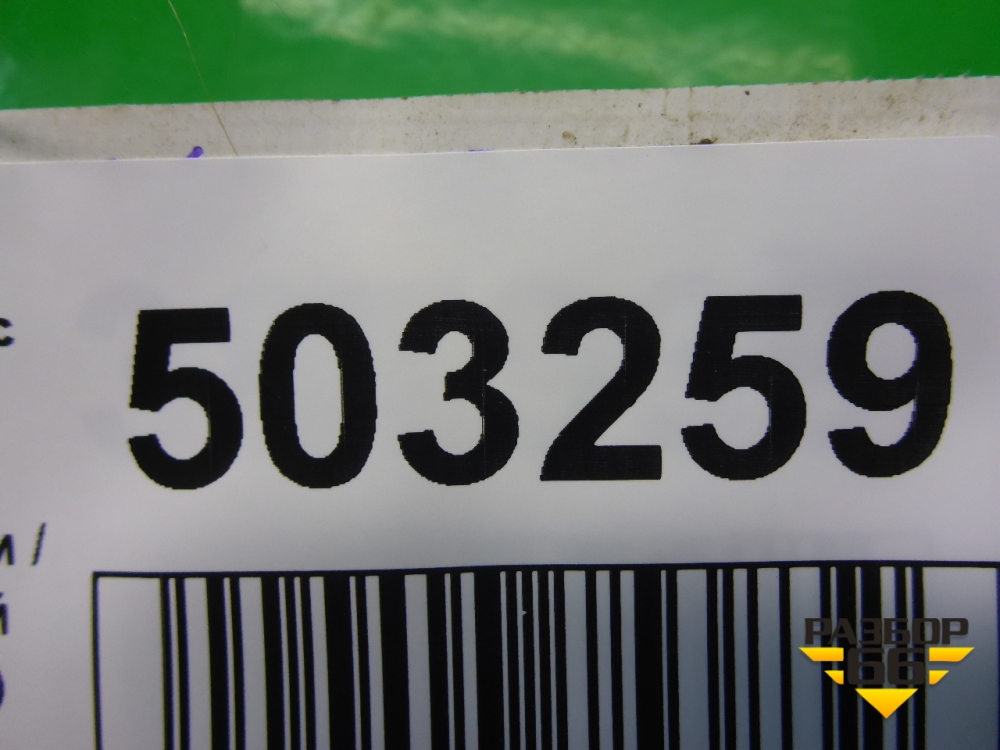 с
503259
и /
й
РАЗБОР
66